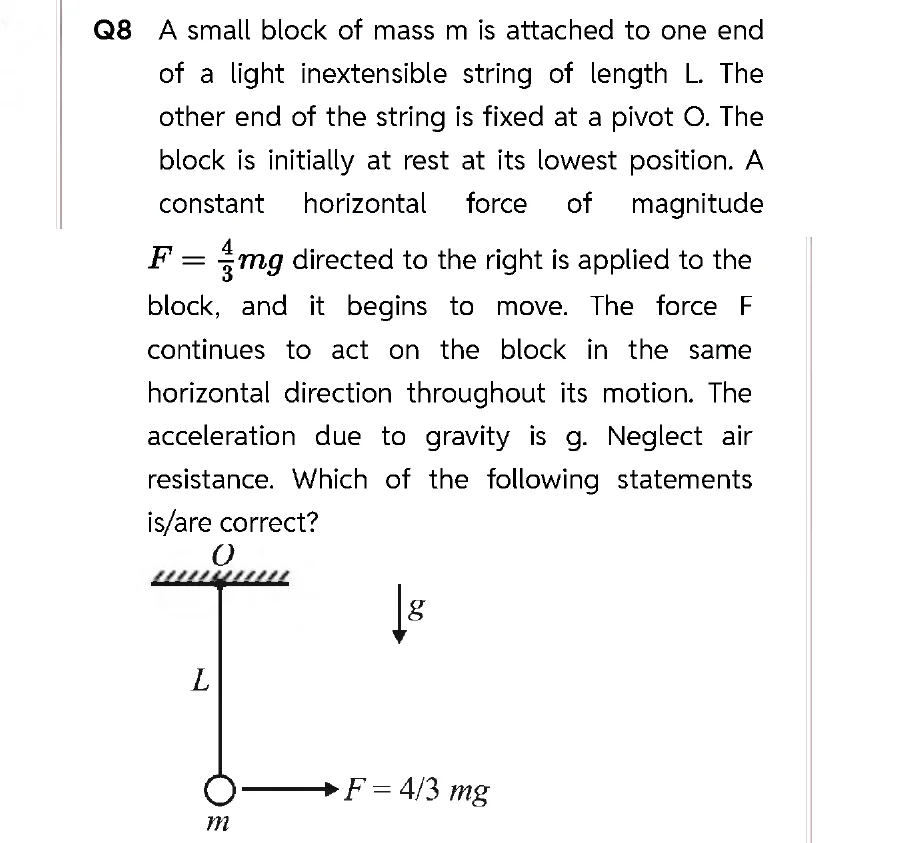 Q8 A small block of mass m is attached to one end
of a light inextensible string of length L. The
other end of the string is fixed at a pivot O. The
block is initially at rest at its lowest position. A
constant horizontal force of magnitude
F = 4/3 mg directed to the right is applied to the
block, and it begins to move. The force F
continues to act on the block in the same
horizontal direction throughout its motion. The
acceleration due to gravity is g. Neglect air
resistance. Which of the following statements
is/are correct?
O
g
L
F = 4/3 mg
m